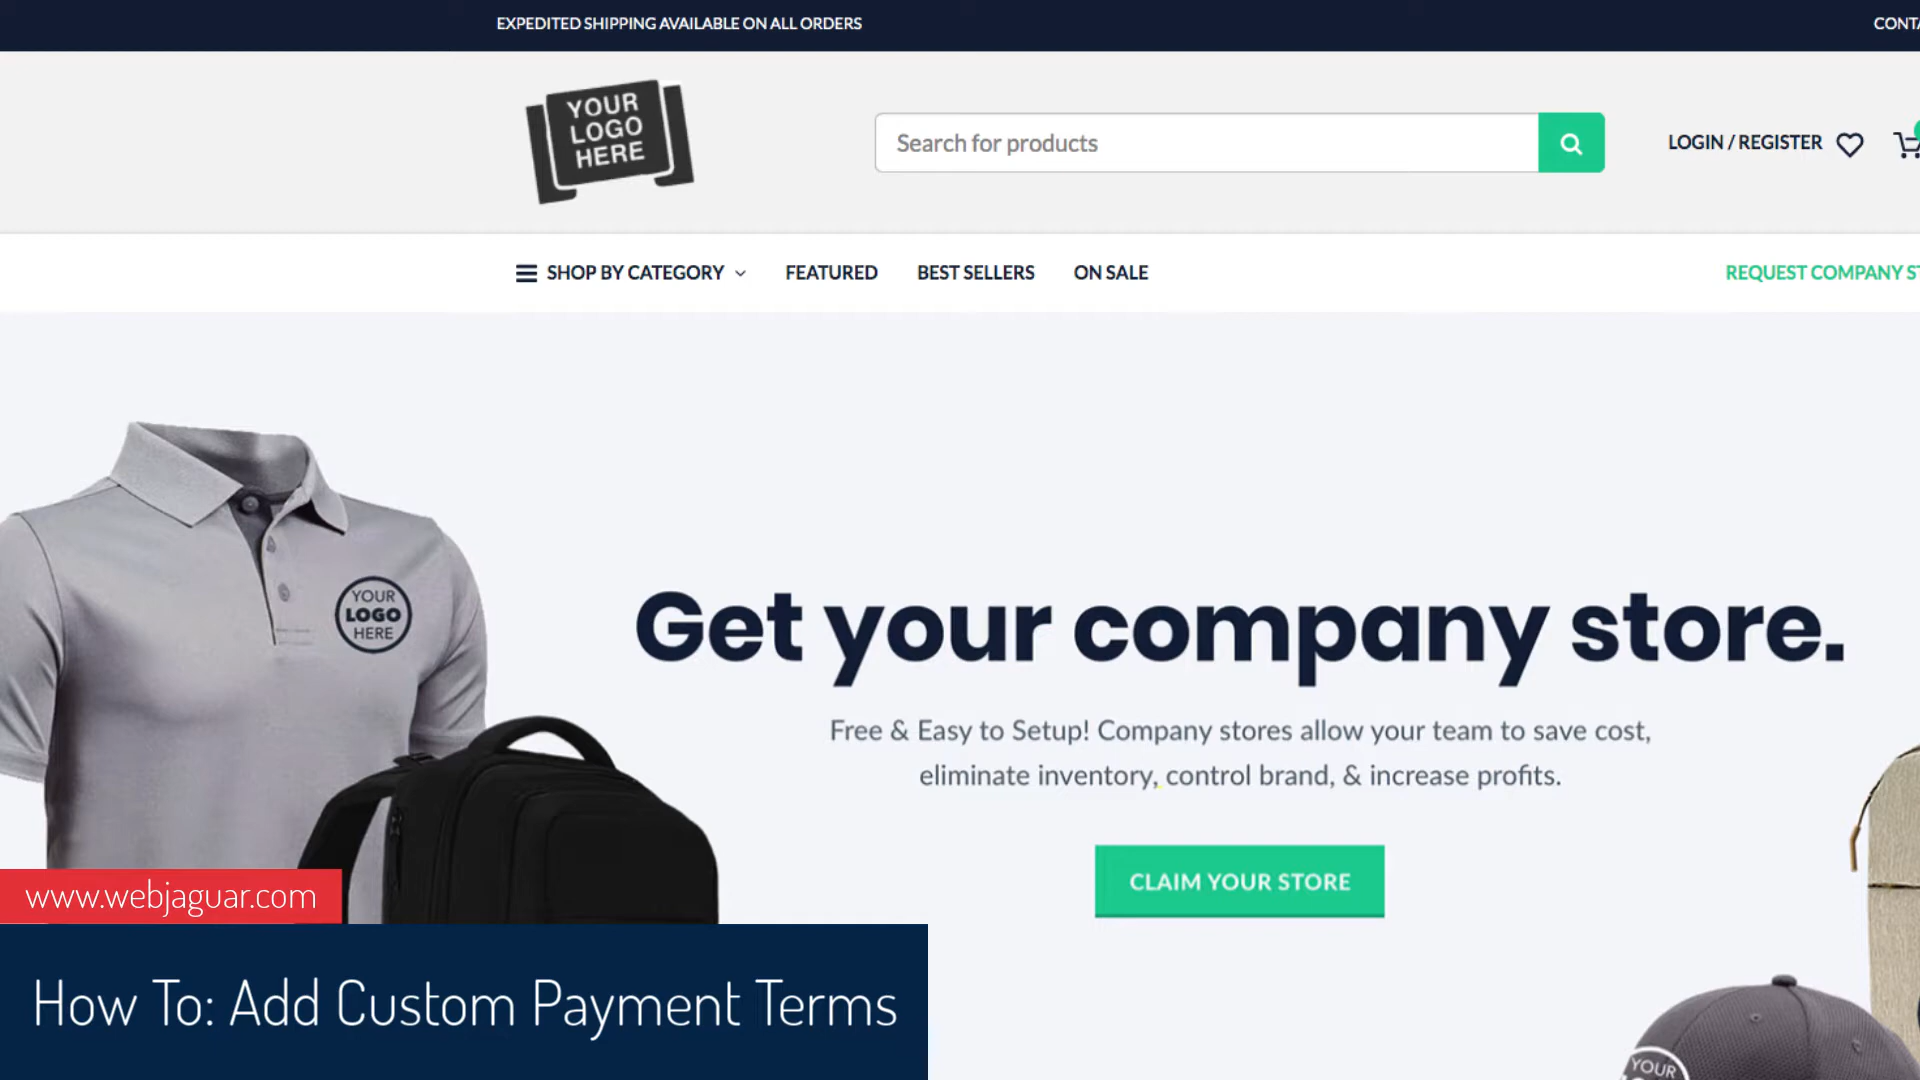 EXPEDITED SHIPPING AVAILABLE ON ALL ORDERS
YOUR
LOGO
HERE
Search for products
LOGIN / REGISTER
SHOP BY CATEGORY
FEATURED
BEST SELLERS
ON SALE
REQUEST COMPANY
YOUR
LOGO
HERE
Get your company store.
Free & Easy to Setup! Company stores allow your team to save cost,
eliminate inventory, control brand, & increase profits.
CLAIM YOUR STORE
www.webjaguar.com
How To: Add Custom Payment Terms
YOUR